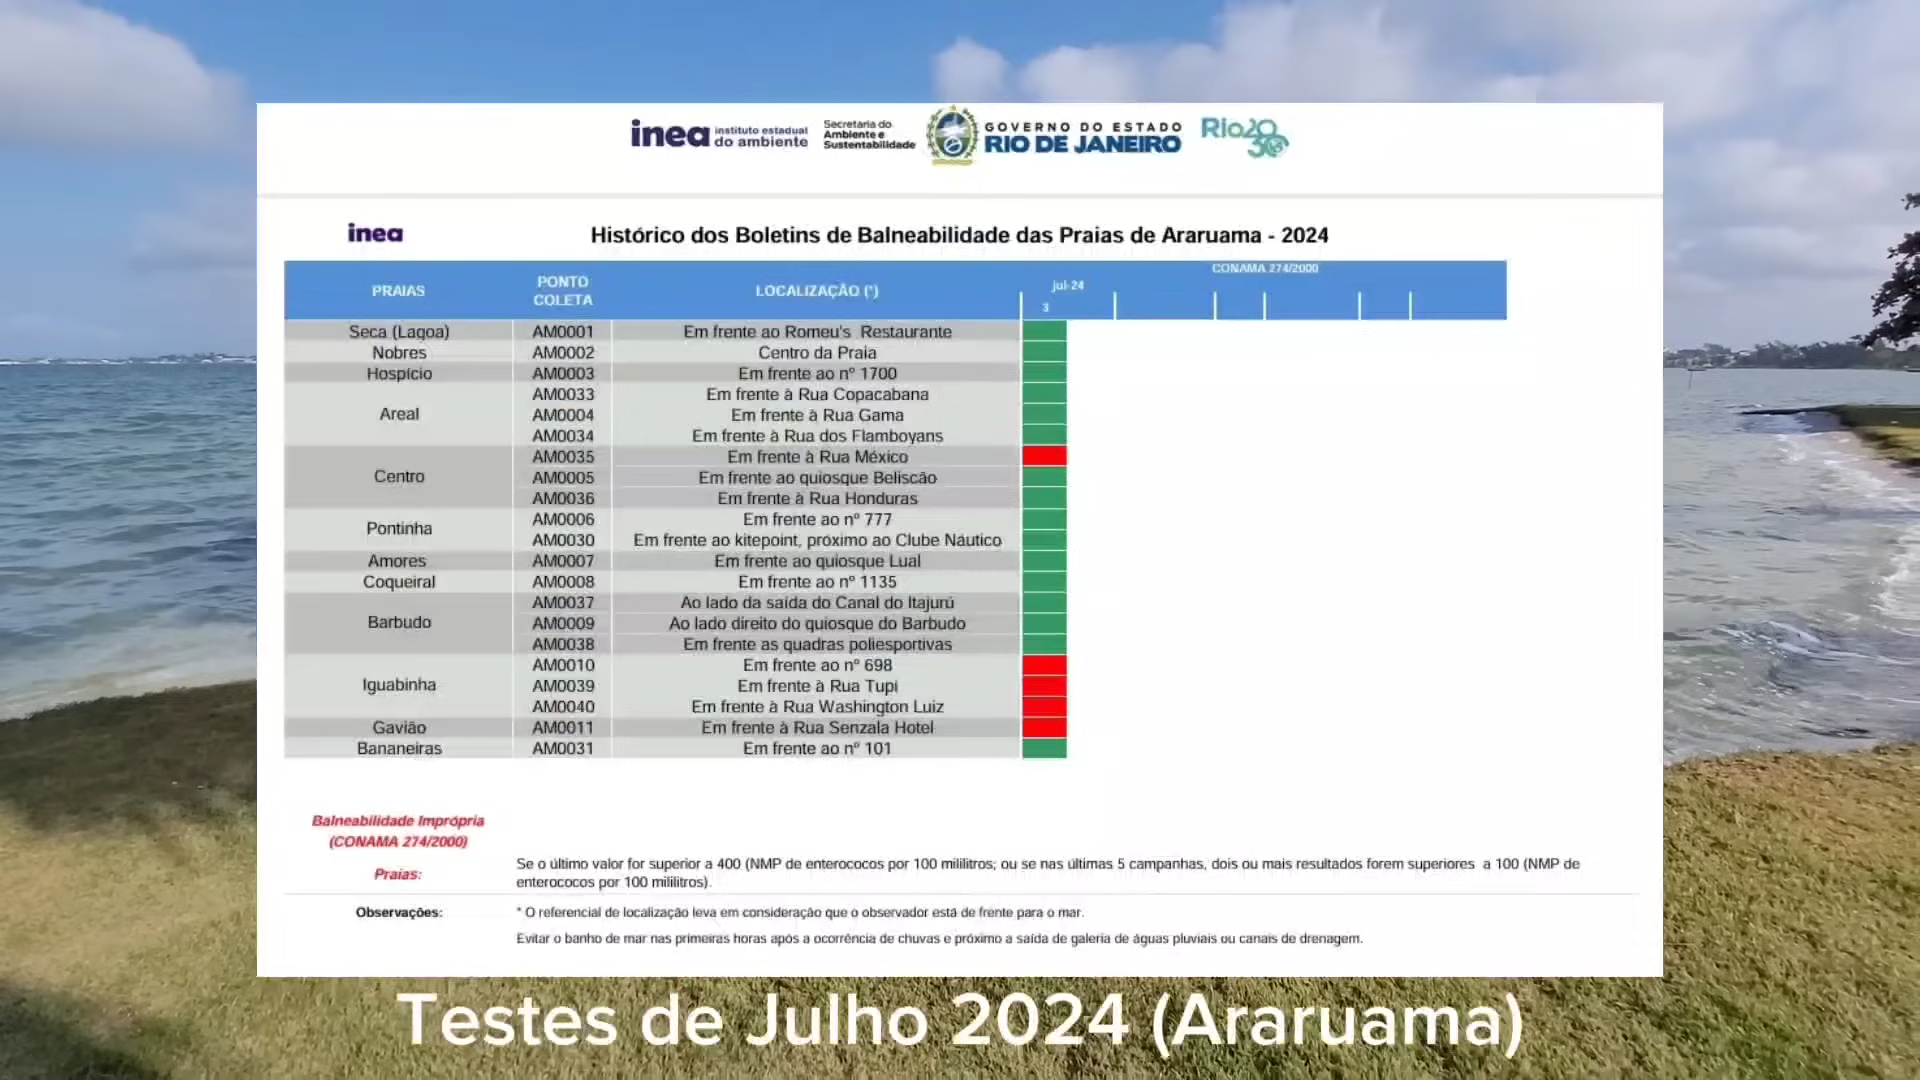 inea instituto estadual do ambiente Secretaria do Ambiente e Sustentabilidade GOVERNO DO ESTADO RIO DE JANEIRO Rio2030
inea Histórico dos Boletins de Balneabilidade das Praias de Araruama - 2024
PRAIAS PONTO COLETA LOCALIZAÇÃO (*) CONAMA 274/2000
jul-24
3
Seca (Lagoa) AM0001 Em frente ao Romeu's Restaurante
Nobres AM0002 Centro da Praia
Hospício AM0003 Em frente ao nº 1700
AM0033 Em frente à Rua Copacabana
Areal AM0004 Em frente à Rua Gama
AM0034 Em frente à Rua dos Flamboyans
AM0035 Em frente à Rua México
Centro AM0005 Em frente ao quiosque Beliscão
AM0036 Em frente à Rua Honduras
AM0006 Em frente ao nº 777
Pontinha
AM0030 Em frente ao kitepoint, próximo ao Clube Náutico
Amores AM0007 Em frente ao quiosque Lual
Coqueiral AM0008 Em frente ao nº 1135
AM0037 Ao lado da saída do Canal do Itajurú
Barbudo AM0009 Ao lado direito do quiosque do Barbudo
AM0038 Em frente as quadras poliesportivas
AM0010 Em frente ao nº 698
Iguabinha AM0039 Em frente à Rua Tupi
AM0040 Em frente à Rua Washington Luiz
Gavião AM0011 Em frente à Rua Senzala Hotel
Bananeiras AM0031 Em frente ao nº 101
Balneabilidade Imprópria
(CONAMA 274/2000)
Praias: Se o último valor for superior a 400 (NMP de enterococos por 100 mililitros; ou se nas últimas 5 campanhas, dois ou mais resultados forem superiores a 100 (NMP de
enterococos por 100 mililitros).
Observações: * O referencial de localização leva em consideração que o observador está de frente para o mar.
Evitar o banho de mar nas primeiras horas após a ocorrência de chuvas e próximo a saída de galeria de águas pluviais ou canais de drenagem.
Testes de Julho 2024 (Araruama)